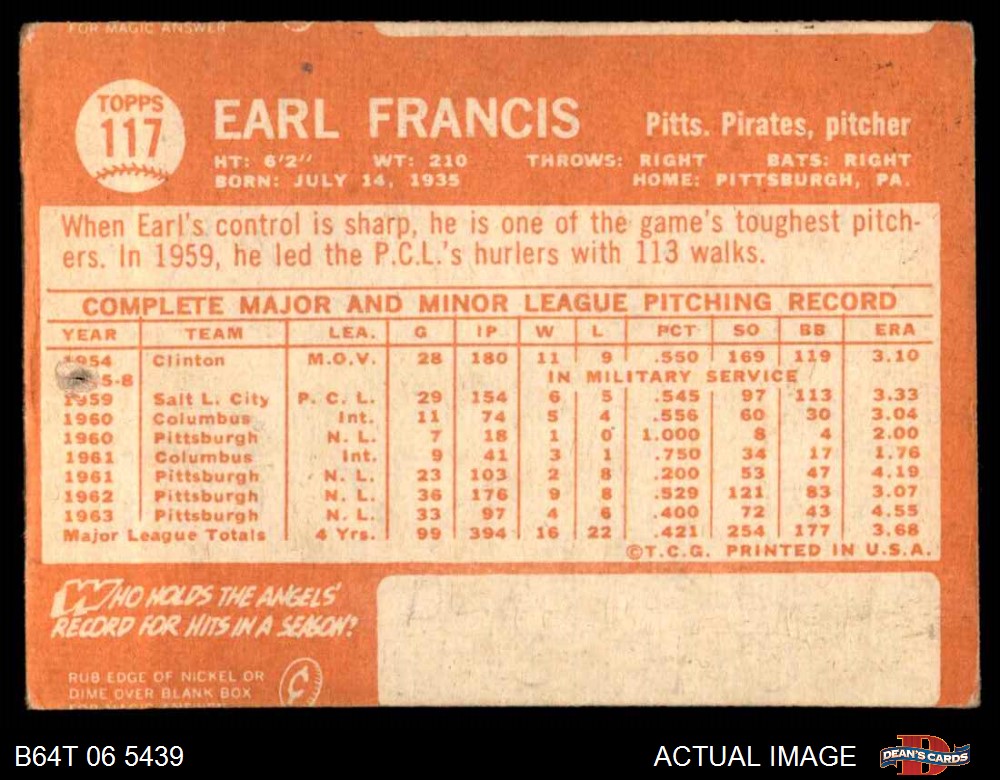 FOR MAGIC ANSWER
TOPPS
117
EARL FRANCIS
Pitts. Pirates, pitcher
HT: 6'2" WT: 210 THROWS: RIGHT BATS: RIGHT
BORN: JULY 14, 1935 HOME: PITTSBURGH, PA.
When Earl's control is sharp, he is one of the game's toughest pitch-
ers. In 1959, he led the P.C.L.'s hurlers with 113 walks.
COMPLETE MAJOR AND MINOR LEAGUE PITCHING RECORD
YEAR TEAM LEA. G IP W L PCT SO BB ERA
1954 Clinton M.O.V. 28 180 11 9 .550 169 119 3.10
5-8 IN MILITARY SERVICE
1959 Salt L. City P. C. L. 29 154 6 5 .545 97 113 3.33
1960 Columbus Int. 11 74 5 4 .556 60 30 3.04
1960 Pittsburgh N. L. 7 18 1 0 1.000 8 4 2.00
1961 Columbus Int. 9 41 3 1 .750 34 17 1.76
1961 Pittsburgh N. L. 23 103 2 8 .200 53 47 4.19
1962 Pittsburgh N. L. 36 176 9 8 .529 121 83 3.07
1963 Pittsburgh N. L. 33 97 4 6 .400 72 43 4.55
Major League Totals 4 Yrs. 99 394 16 22 .421 254 177 3.68
©T.C.G. PRINTED IN U.S.A.
WHO HOLDS THE ANGELS'
RECORD FOR HITS IN A SEASON?
RUB EDGE OF NICKEL OR
DIME OVER BLANK BOX
FOR MAGIC ANSWER
B64T 06 5439
ACTUAL IMAGE
D
DEAN'S CARDS